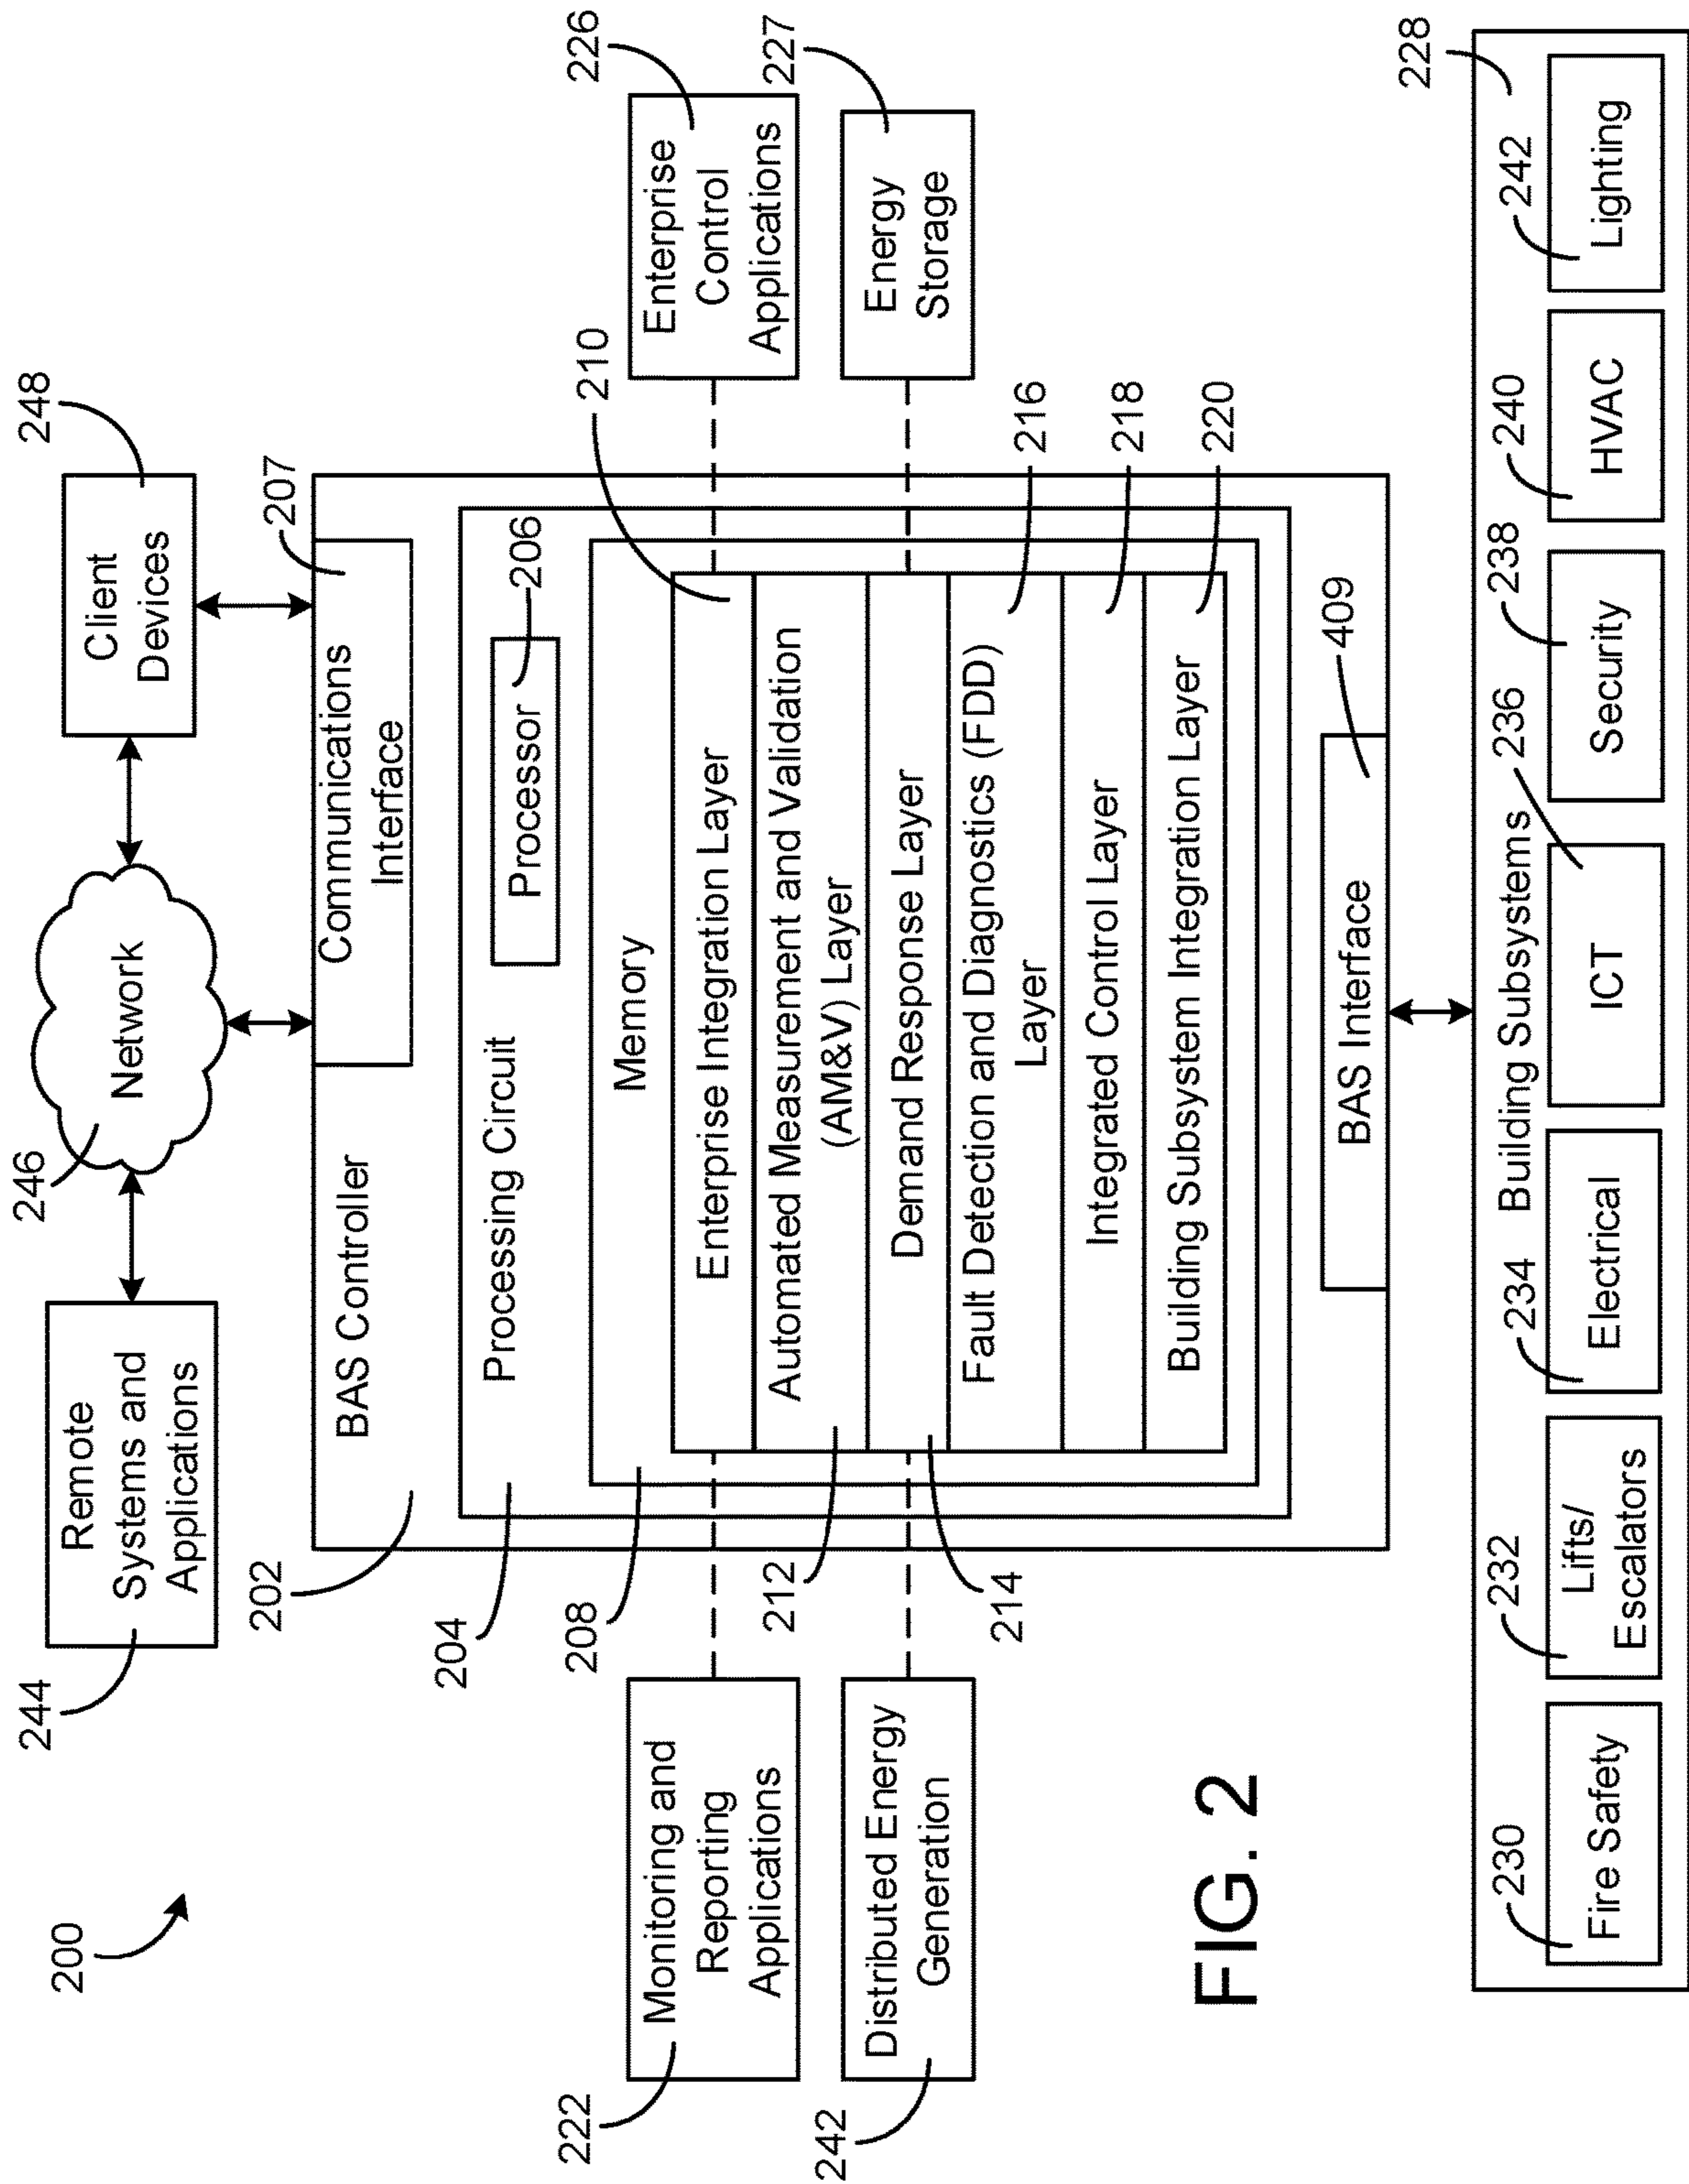 200
244
Remote
Systems and
Applications
246
Network
248
Client
Devices
202
BAS Controller
207
Communications
Interface
204
Processing Circuit
Processor
206
208
Memory
210
Enterprise Integration Layer
212
Automated Measurement and Validation
(AM&V) Layer
214
Demand Response Layer
Fault Detection and Diagnostics (FDD)
Layer
216
Integrated Control Layer
218
Building Subsystem Integration Layer
220
222
Monitoring and
Reporting
Applications
242
Distributed Energy
Generation
226
Enterprise
Control
Applications
227
Energy
Storage
BAS Interface
409
FIG. 2
Building Subsystems
228
230
Fire Safety
232
Lifts/
Escalators
234
Electrical
236
ICT
238
Security
240
HVAC
242
Lighting